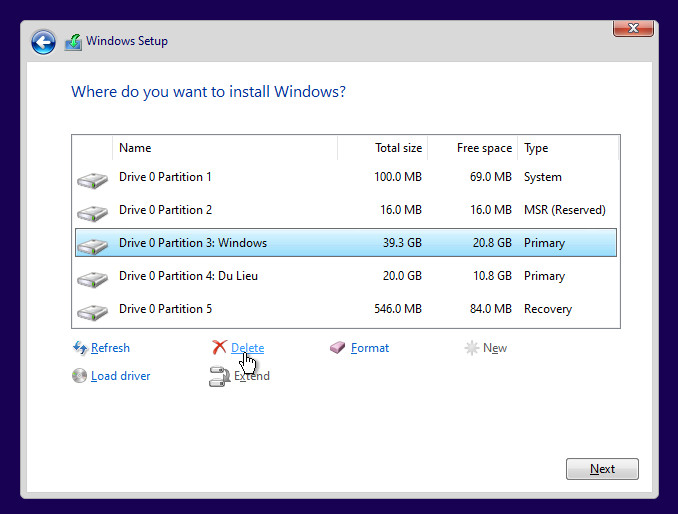 Windows Setup
Where do you want to install Windows?
Name Total size Free space Type
Drive 0 Partition 1 100.0 MB 69.0 MB System
Drive 0 Partition 2 16.0 MB 16.0 MB MSR (Reserved)
Drive 0 Partition 3: Windows 39.3 GB 20.8 GB Primary
Drive 0 Partition 4: Du Lieu 20.0 GB 10.8 GB Primary
Drive 0 Partition 5 546.0 MB 84.0 MB Recovery
Refresh Delete Format New
Load driver Extend
Next